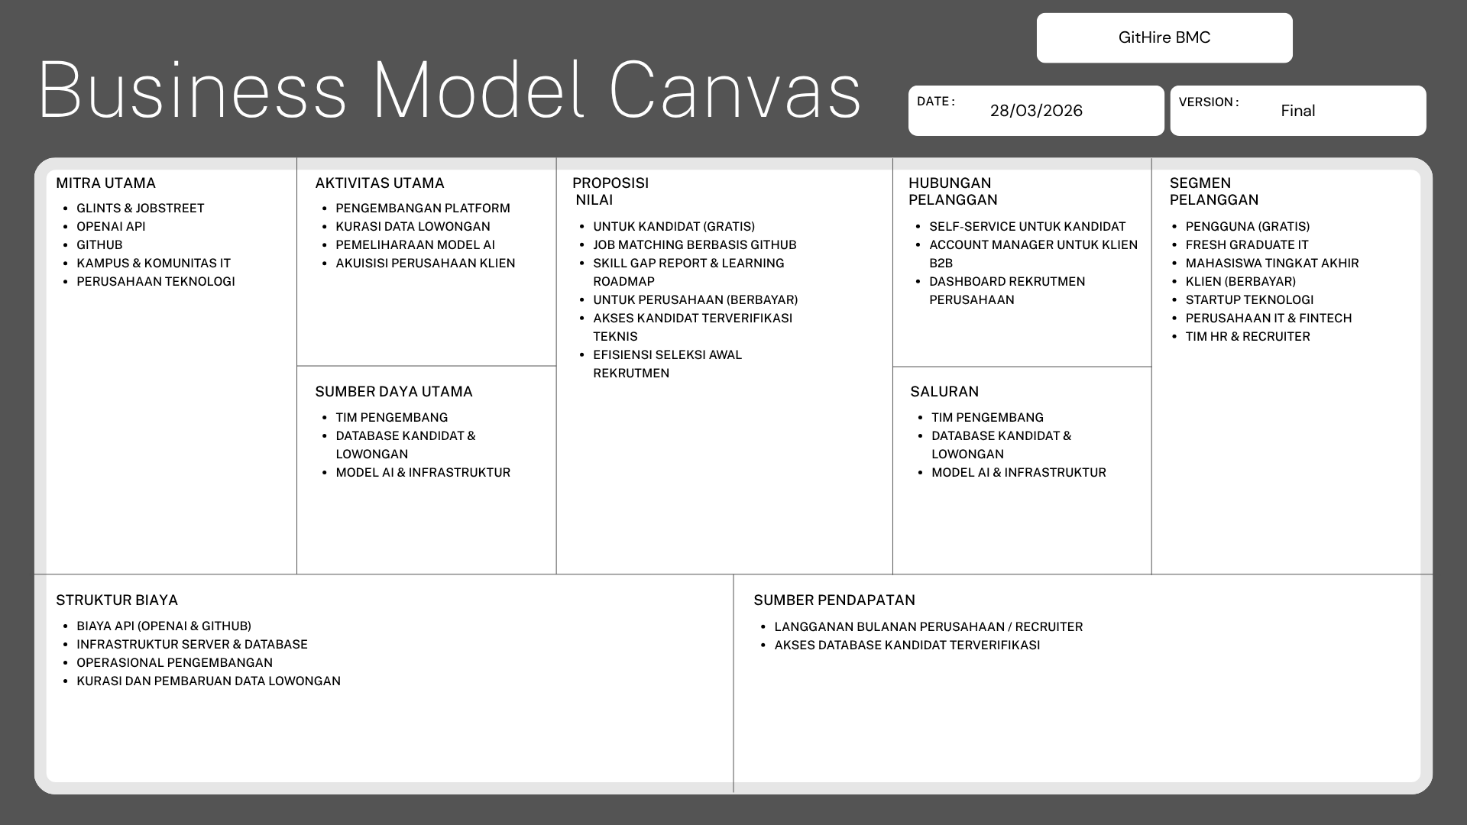 GitHire BMC
Business Model Canvas
DATE :
28/03/2026
VERSION :
Final
MITRA UTAMA
• GLINTS & JOBSTREET
• OPENAI API
• GITHUB
• KAMPUS & KOMUNITAS IT
• PERUSAHAAN TEKNOLOGI
AKTIVITAS UTAMA
• PENGEMBANGAN PLATFORM
• KURASI DATA LOWONGAN
• PEMELIHARAAN MODEL AI
• AKUISISI PERUSAHAAN KLIEN
SUMBER DAYA UTAMA
• TIM PENGEMBANG
• DATABASE KANDIDAT &
LOWONGAN
• MODEL AI & INFRASTRUKTUR
PROPOSISI
NILAI
• UNTUK KANDIDAT (GRATIS)
• JOB MATCHING BERBASIS GITHUB
• SKILL GAP REPORT & LEARNING
ROADMAP
• UNTUK PERUSAHAAN (BERBAYAR)
• AKSES KANDIDAT TERVERIFIKASI
TEKNIS
• EFISIENSI SELEKSI AWAL
REKRUTMEN
HUBUNGAN
PELANGGAN
• SELF-SERVICE UNTUK KANDIDAT
• ACCOUNT MANAGER UNTUK KLIEN
B2B
• DASHBOARD REKRUTMEN
PERUSAHAAN
SALURAN
• TIM PENGEMBANG
• DATABASE KANDIDAT &
LOWONGAN
• MODEL AI & INFRASTRUKTUR
SEGMEN
PELANGGAN
• PENGGUNA (GRATIS)
• FRESH GRADUATE IT
• MAHASISWA TINGKAT AKHIR
• KLIEN (BERBAYAR)
• STARTUP TEKNOLOGI
• PERUSAHAAN IT & FINTECH
• TIM HR & RECRUITER
STRUKTUR BIAYA
• BIAYA API (OPENAI & GITHUB)
• INFRASTRUKTUR SERVER & DATABASE
• OPERASIONAL PENGEMBANGAN
• KURASI DAN PEMBARUAN DATA LOWONGAN
SUMBER PENDAPATAN
• LANGGANAN BULANAN PERUSAHAAN / RECRUITER
• AKSES DATABASE KANDIDAT TERVERIFIKASI